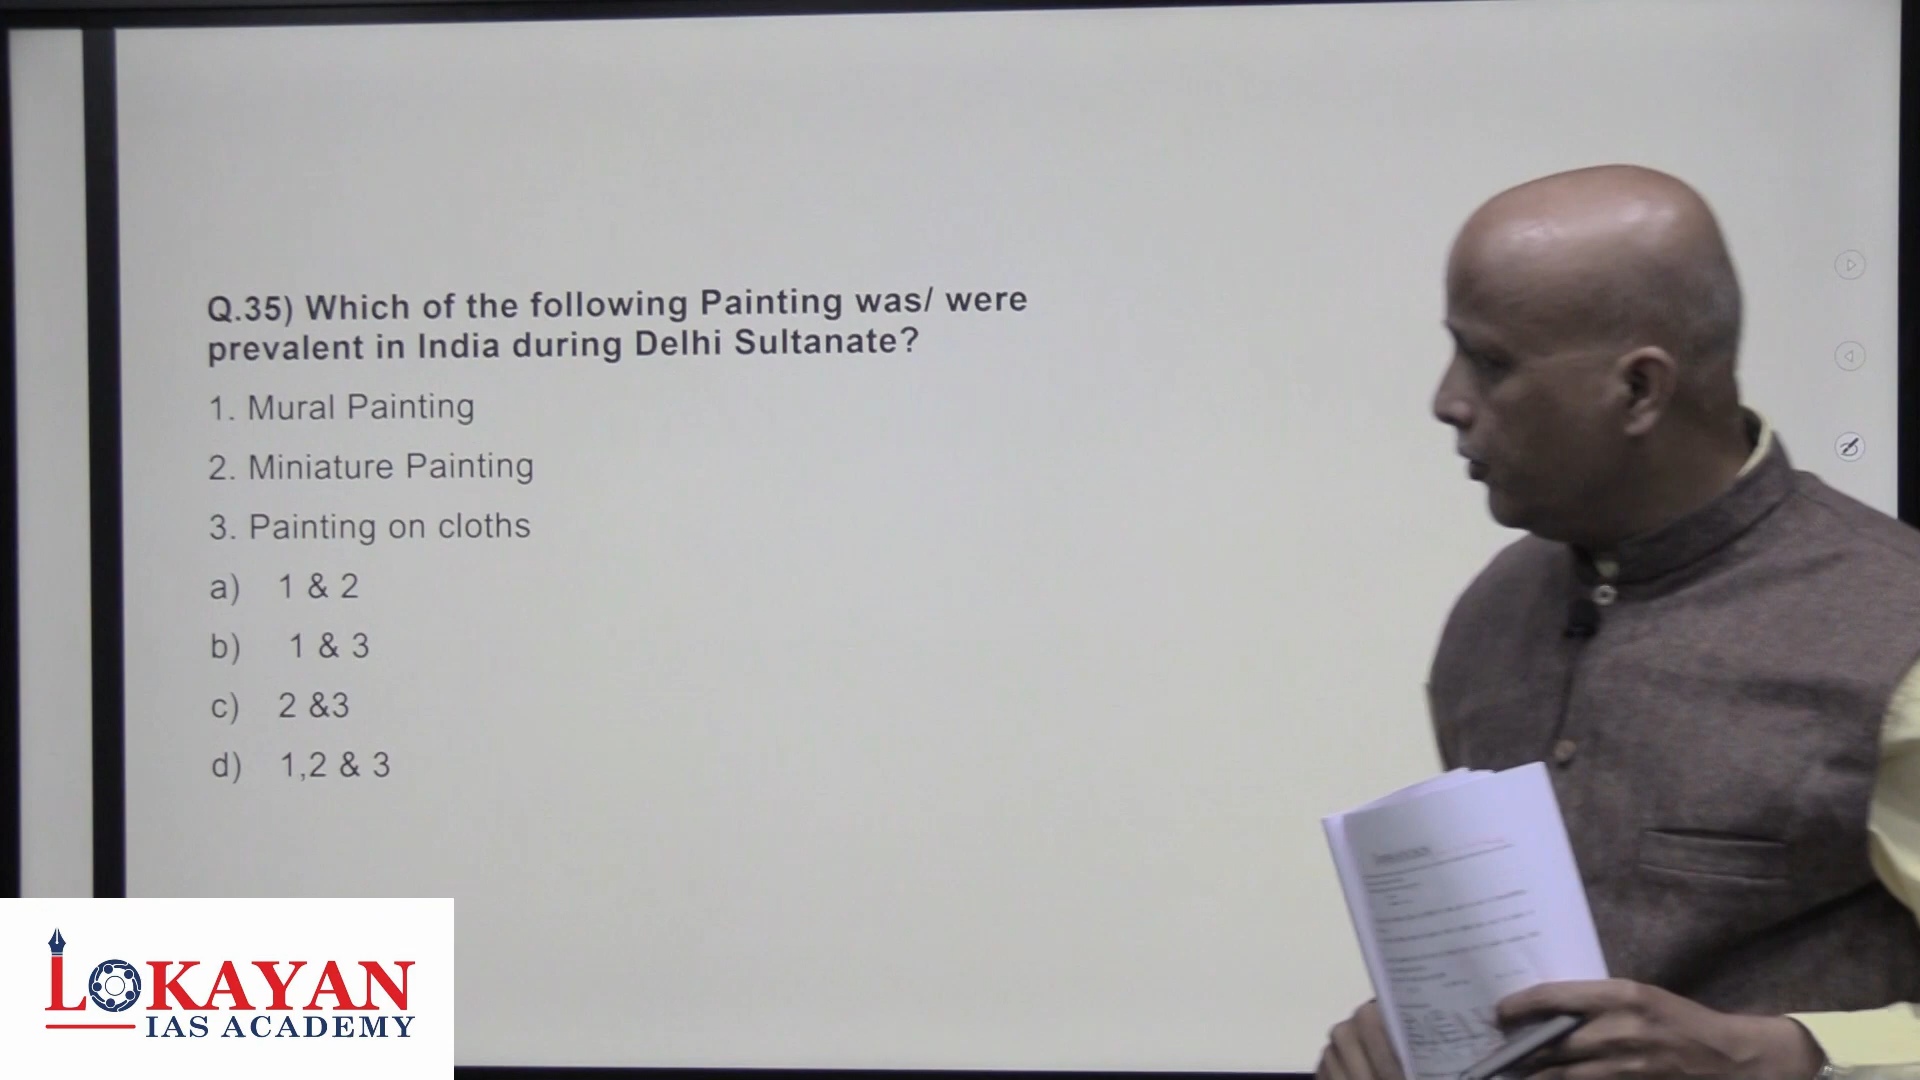 Q.35) Which of the following Painting was/ were
prevalent in India during Delhi Sultanate?
1. Mural Painting
2. Miniature Painting
3. Painting on cloths
a) 1 & 2
b) 1 & 3
c) 2 &3
d) 1,2 & 3
LOKAYAN
IAS ACADEMY